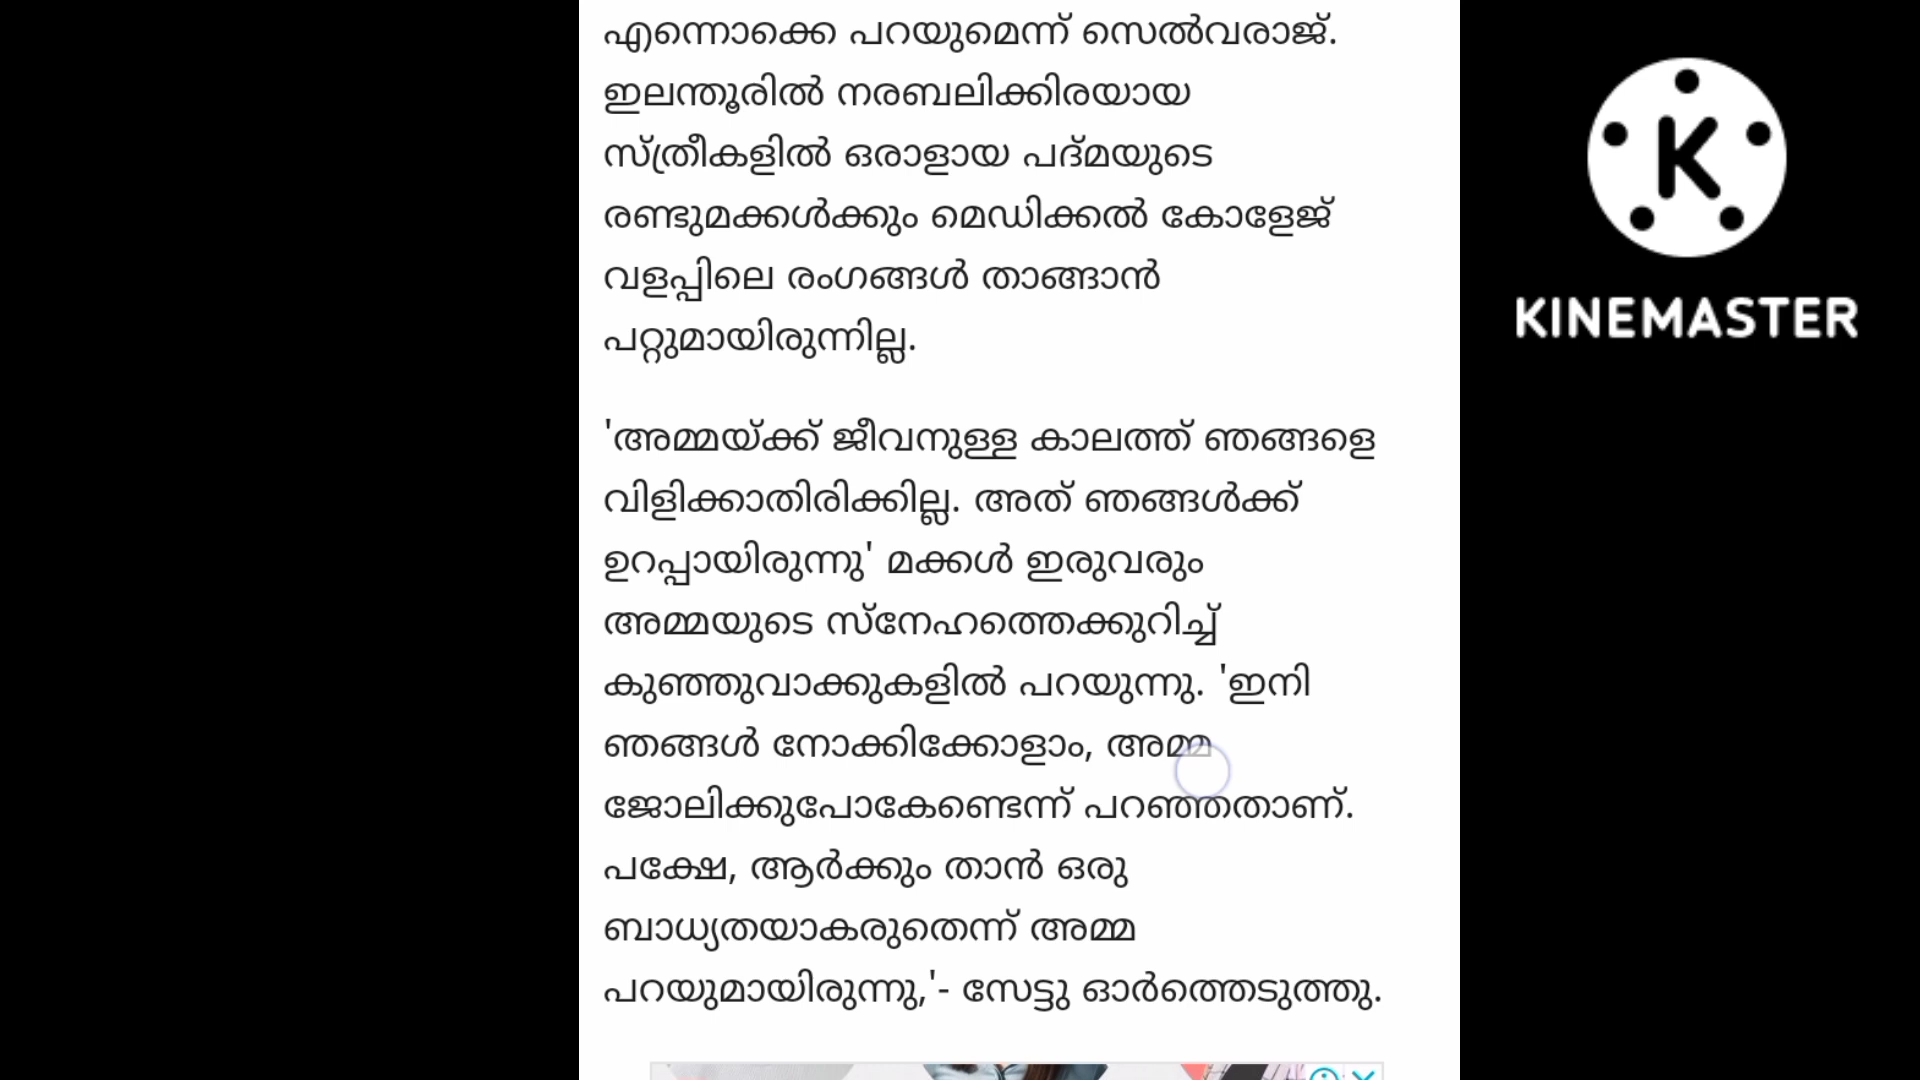 എന്നൊക്കെ പറയുമെന്ന് സെൽവരാജ്.
ഇലന്തൂരിൽ നരബലിക്കിരയായ
സ്ത്രീകളിൽ ഒരാളായ പദ്മയുടെ
രണ്ടുമക്കൾക്കും മെഡിക്കൽ കോളേജ്
വളപ്പിലെ രംഗങ്ങൾ താങ്ങാൻ
പറ്റുമായിരുന്നില്ല.
'അമ്മയ്ക്ക് ജീവനുള്ള കാലത്ത് ഞങ്ങളെ
വിളിക്കാതിരിക്കില്ല. അത് ഞങ്ങൾക്ക്
ഉറപ്പായിരുന്നു' മക്കൾ ഇരുവരും
അമ്മയുടെ സ്നേഹത്തെക്കുറിച്ച്
കുഞ്ഞുവാക്കുകളിൽ പറയുന്നു. 'ഇനി
ഞങ്ങൾ നോക്കിക്കോളാം, അമ്മ
ജോലിക്കുപോകേണ്ടെന്ന് പറഞ്ഞതാണ്.
പക്ഷേ, ആർക്കും താൻ ഒരു
ബാധ്യതയാകരുതെന്ന് അമ്മ
പറയുമായിരുന്നു,'- സേട്ടു ഓർത്തെടുത്തു.
K
KINEMASTER